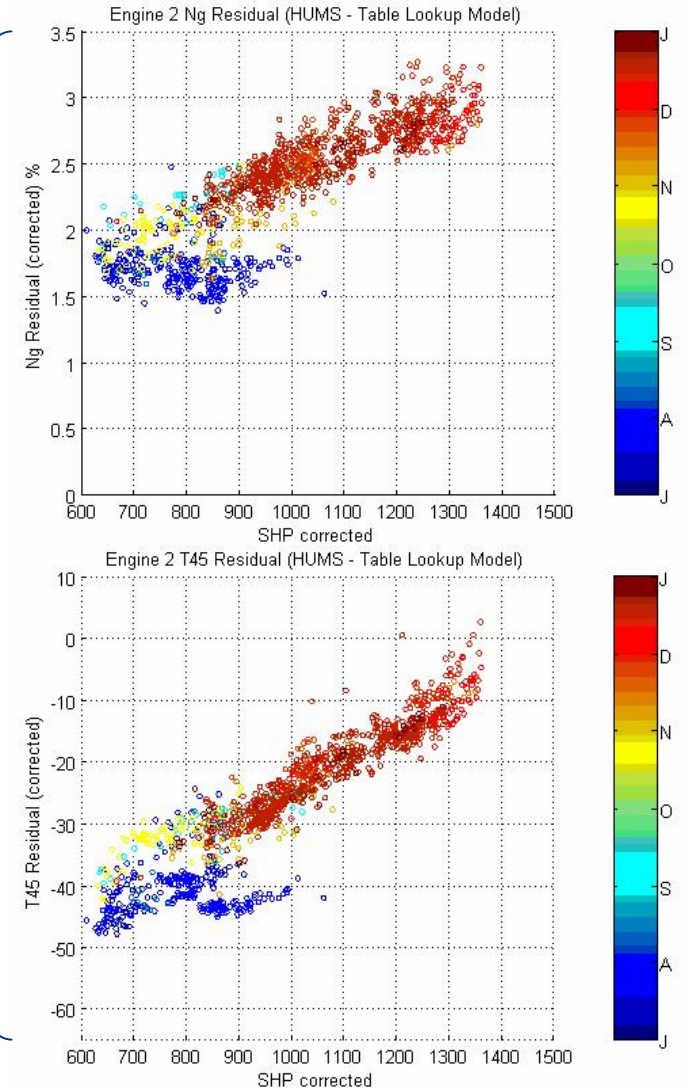 Engine 2 Ng Residual (HUMS - Table Lookup Model)
Ng Residual (corrected) %
3.5
3
2.5
2
1.5
1
0.5
0
600 700 800 900 1000 1100 1200 1300 1400 1500
SHP corrected
J
D
N
O
S
A
J
Engine 2 T45 Residual (HUMS - Table Lookup Model)
T45 Residual (corrected)
10
0
-10
-20
-30
-40
-50
-60
600 700 800 900 1000 1100 1200 1300 1400 1500
SHP corrected
J
D
N
O
S
A
J